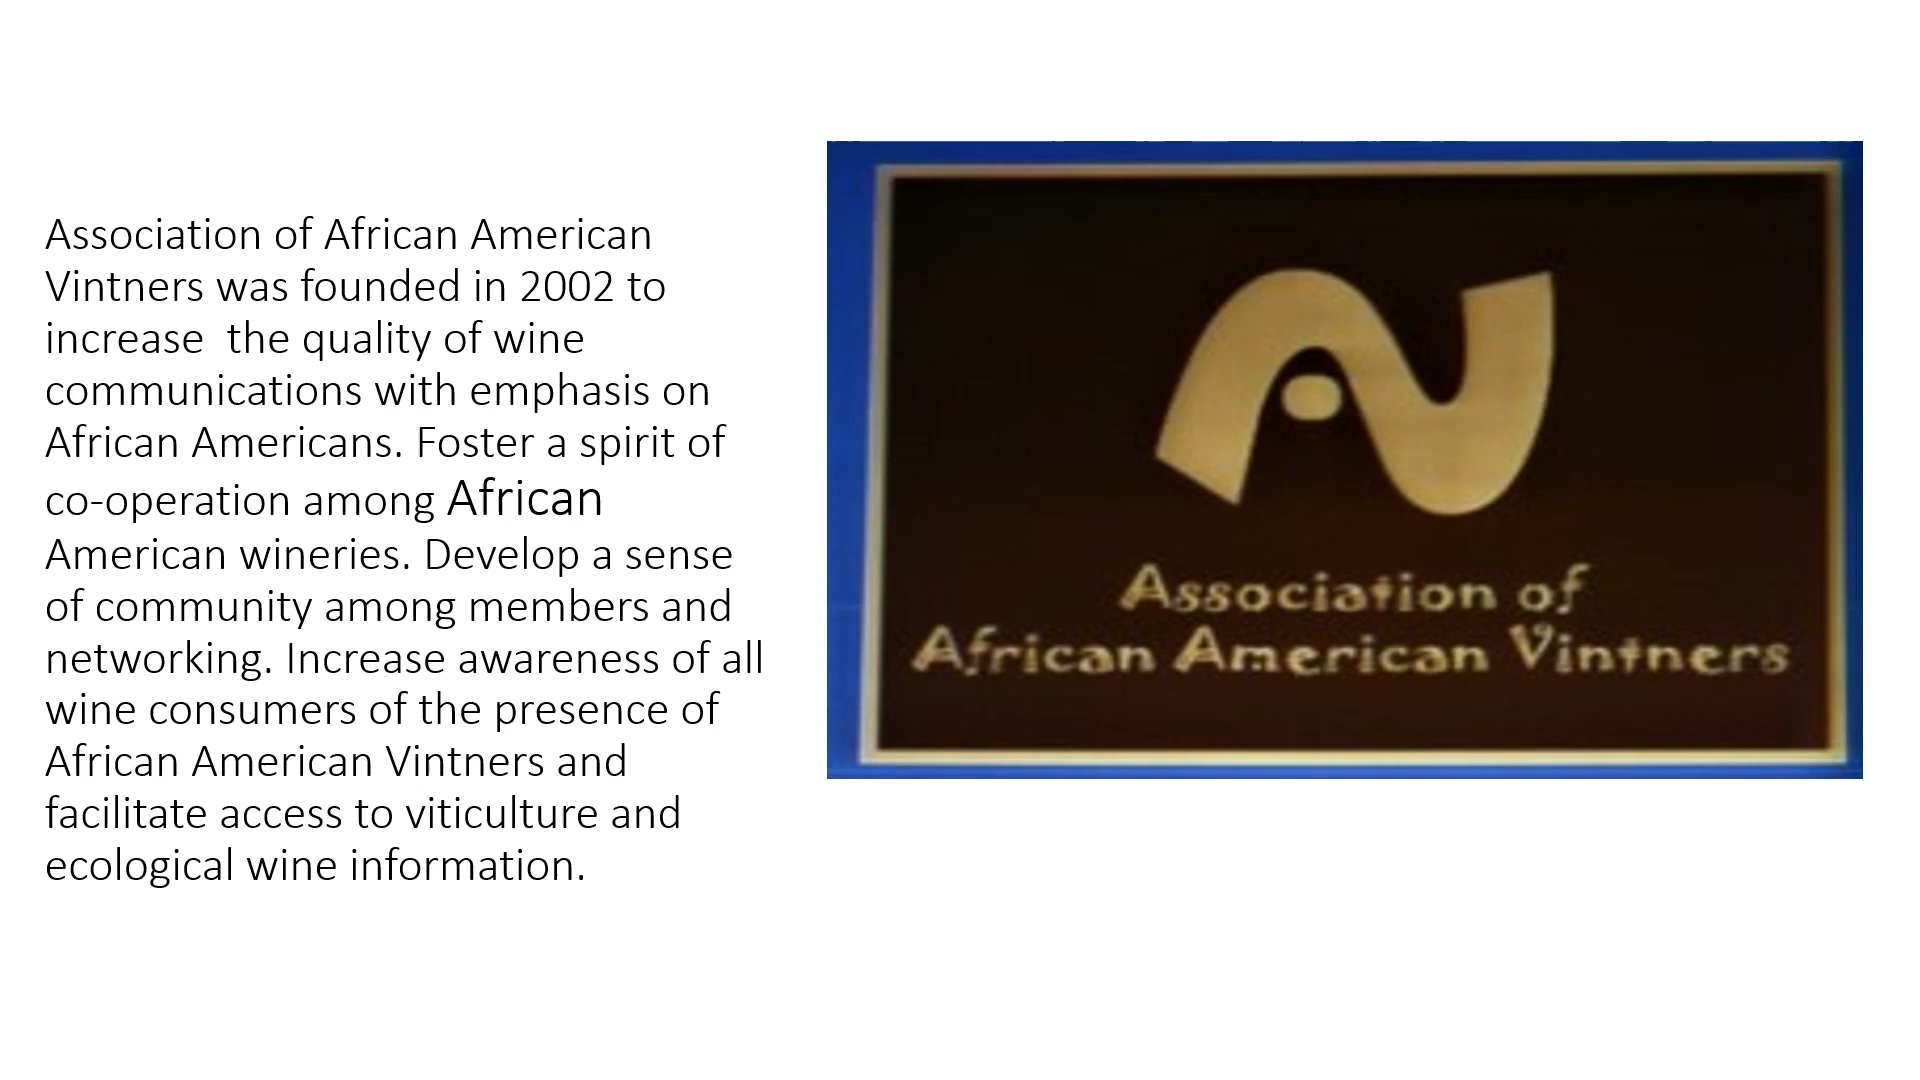 Association of African American
Vintners was founded in 2002 to
increase  the quality of wine
communications with emphasis on
African Americans. Foster a spirit of
co-operation among African
American wineries. Develop a sense
of community among members and
networking. Increase awareness of all
wine consumers of the presence of
African American Vintners and
facilitate access to viticulture and
ecological wine information.
Association of
African American Vintners